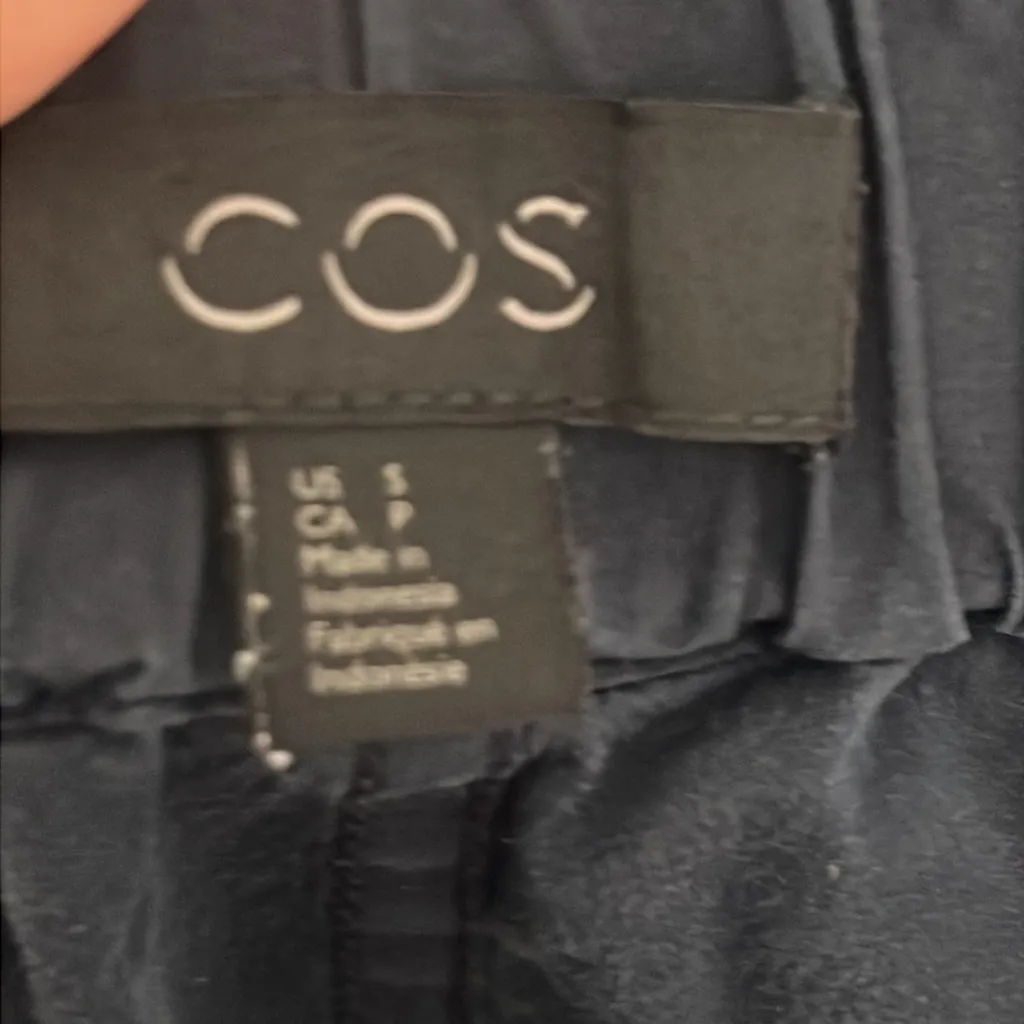 COS
US S
CA P
Made in
Indonesia
Fabriqué en
Indonésie